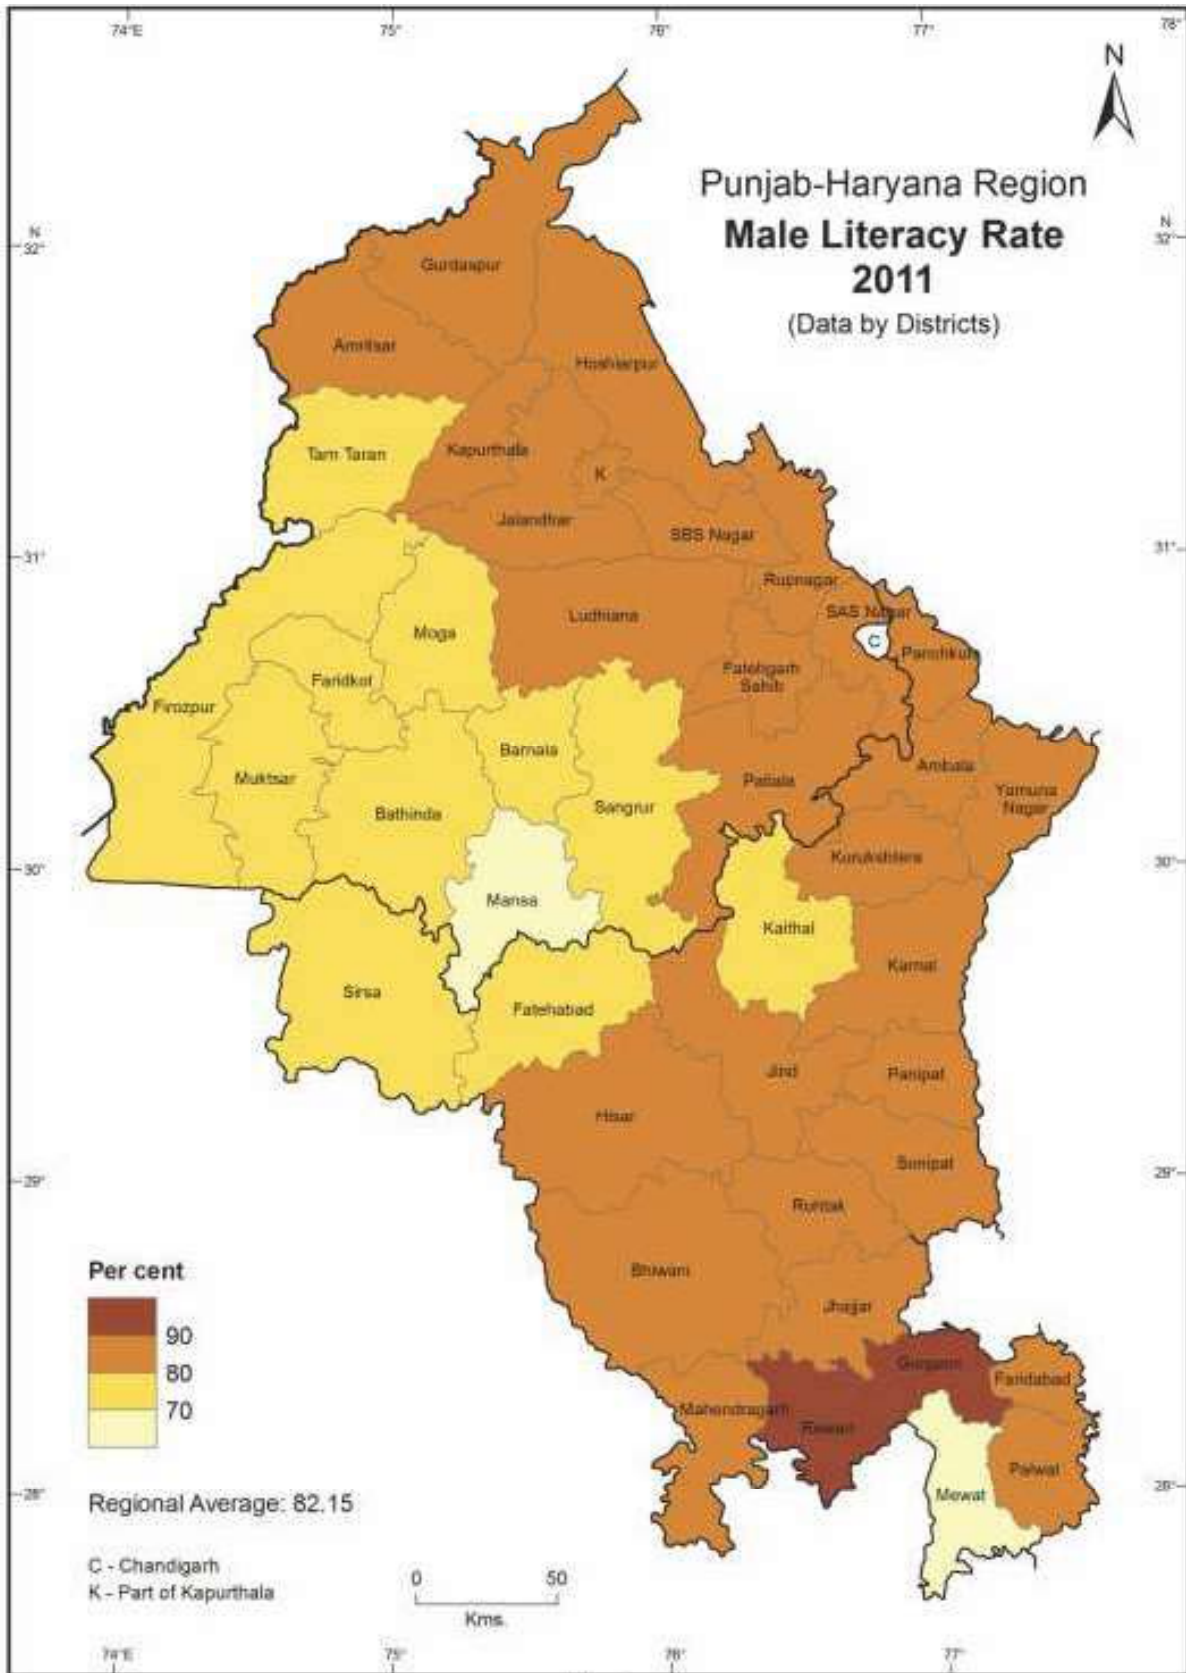 74°E 75° 76° 77° 78°
N
Punjab-Haryana Region
Male Literacy Rate
2011
(Data by Districts)
N
32°
N
32°
Gurdaspur
Amritsar
Hoshiarpur
Tarn Taran
Kapurthala
K
Jalandhar
SBS Nagar
31°
31°
Rupnagar
Ludhiana
SAS Nagar
Moga
C
Panchkula
Fatehgarh
Sahib
Faridkot
Firozpur
Barnala
Ambala
Muktsar
Patiala
Yamuna
Nagar
Bathinda
Sangrur
Kurukshtera
30°
30°
Mansa
Kaithal
Karnal
Sirsa
Fatehabad
Jind
Panipat
Hisar
Sonipat
29°
29°
Rohtak
Bhiwani
Per cent
Jhajjar
90
80
70
Gurgaon
Faridabad
Mahendragarh
Rewari
Palwal
Mewat
28°
28°
Regional Average: 82.15
C - Chandigarh
K - Part of Kapurthala
0 50
Kms.
74°E 75° 76° 77°